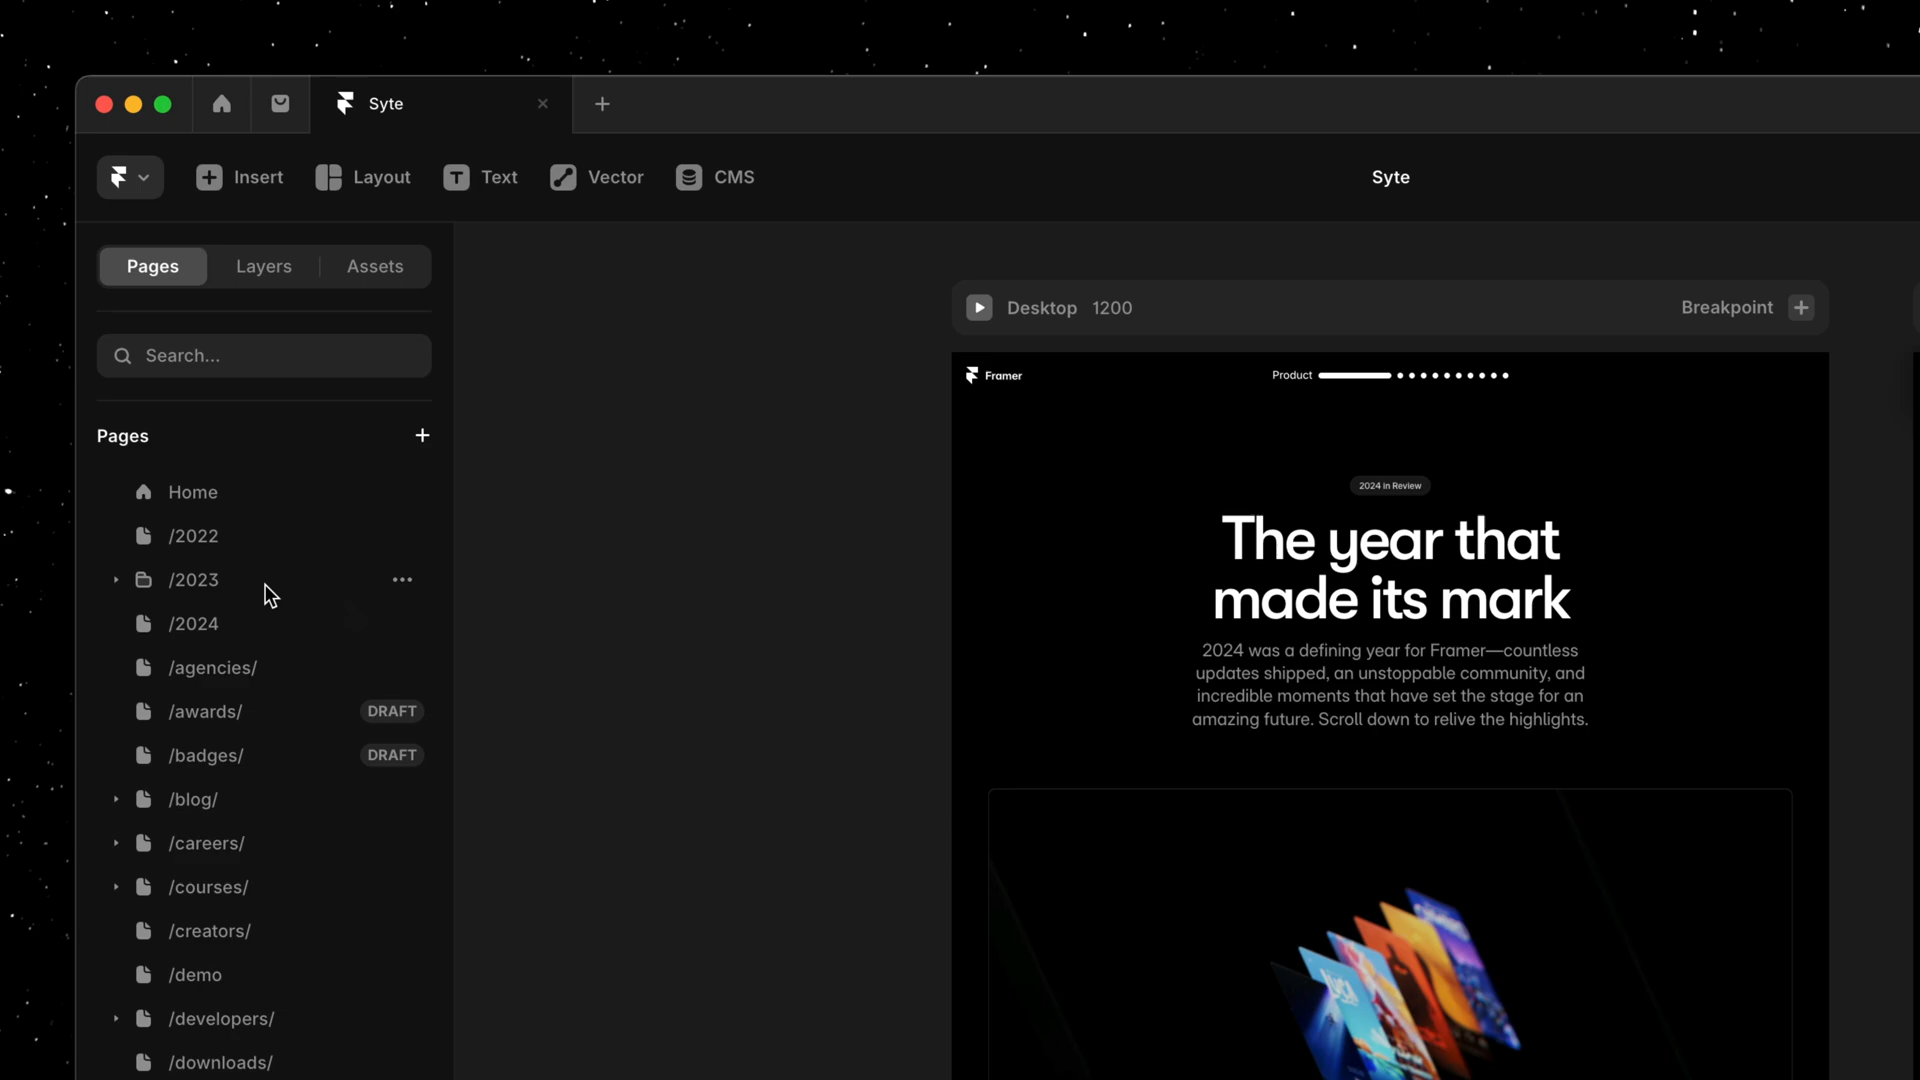 Syte
Insert
Layout
Text
Vector
CMS
Syte
Pages
Layers
Assets
Search...
Pages
Home
/2022
/2023
/2024
/agencies/
/awards/ DRAFT
/badges/ DRAFT
/blog/
/careers/
/courses/
/creators/
/demo
/developers/
/downloads/
Desktop 1200
Breakpoint
Framer
Product
2024 in Review
The year that
made its mark
2024 was a defining year for Framer—countless
updates shipped, an unstoppable community, and
incredible moments that have set the stage for an
amazing future. Scroll down to relive the highlights.